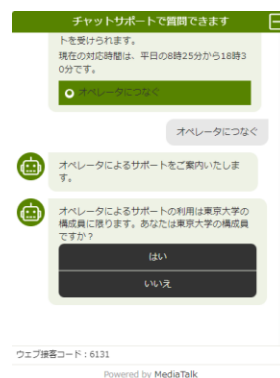 チャットサポートで質問できます
トを受けられます。
現在の対応時間は、平日の8時25分から18時3
0分です。
オペレータにつなぐ
オペレータにつなぐ
オペレータによるサポートをご案内いたしま
す。
オペレータによるサポートの利用は東京大学の
構成員に限ります。あなたは東京大学の構成員
ですか？
はい
いいえ
ウェブ接客コード：6131
Powered by MediaTalk